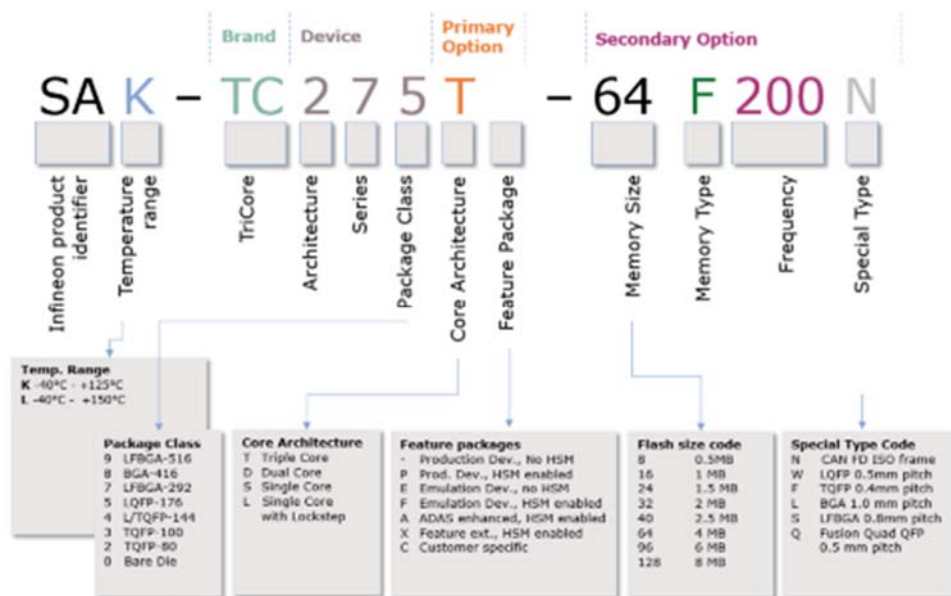 Brand Device Primary Option Secondary Option
SA K - TC 2 7 5 T - 64 F 200 N
Infineon product identifier
Temperature range
TriCore
Architecture
Series
Package Class
Core Architecture
Feature Package
Memory Size
Memory Type
Frequency
Special Type
Temp. Range
K -40°C - +125°C
L -40°C - +150°C
Package Class
9 LFBGA-516
8 BGA-416
7 LFBGA-292
5 LQFP-176
4 L/TQFP-144
3 TQFP-100
2 TQFP-80
0 Bare Die
Core Architecture
T Triple Core
D Dual Core
S Single Core
L Single Core
with Lockstep
Feature packages
- Production Dev., No HSM
P Prod. Dev., HSM enabled
E Emulation Dev., no HSM
F Emulation Dev., HSM enabled
A ADAS enhanced, HSM enabled
X Feature ext., HSM enabled
C Customer specific
Flash size code
8 0.5MB
16 1 MB
24 1.5 MB
32 2 MB
40 2.5 MB
64 4 MB
96 6 MB
128 8 MB
Special Type Code
N CAN FD ISO frame
W LQFP 0.5mm pitch
F TQFP 0.4mm pitch
L BGA 1.0 mm pitch
S LFBGA 0.8mm pitch
Q Fusion Quad QFP
0.5 mm pitch